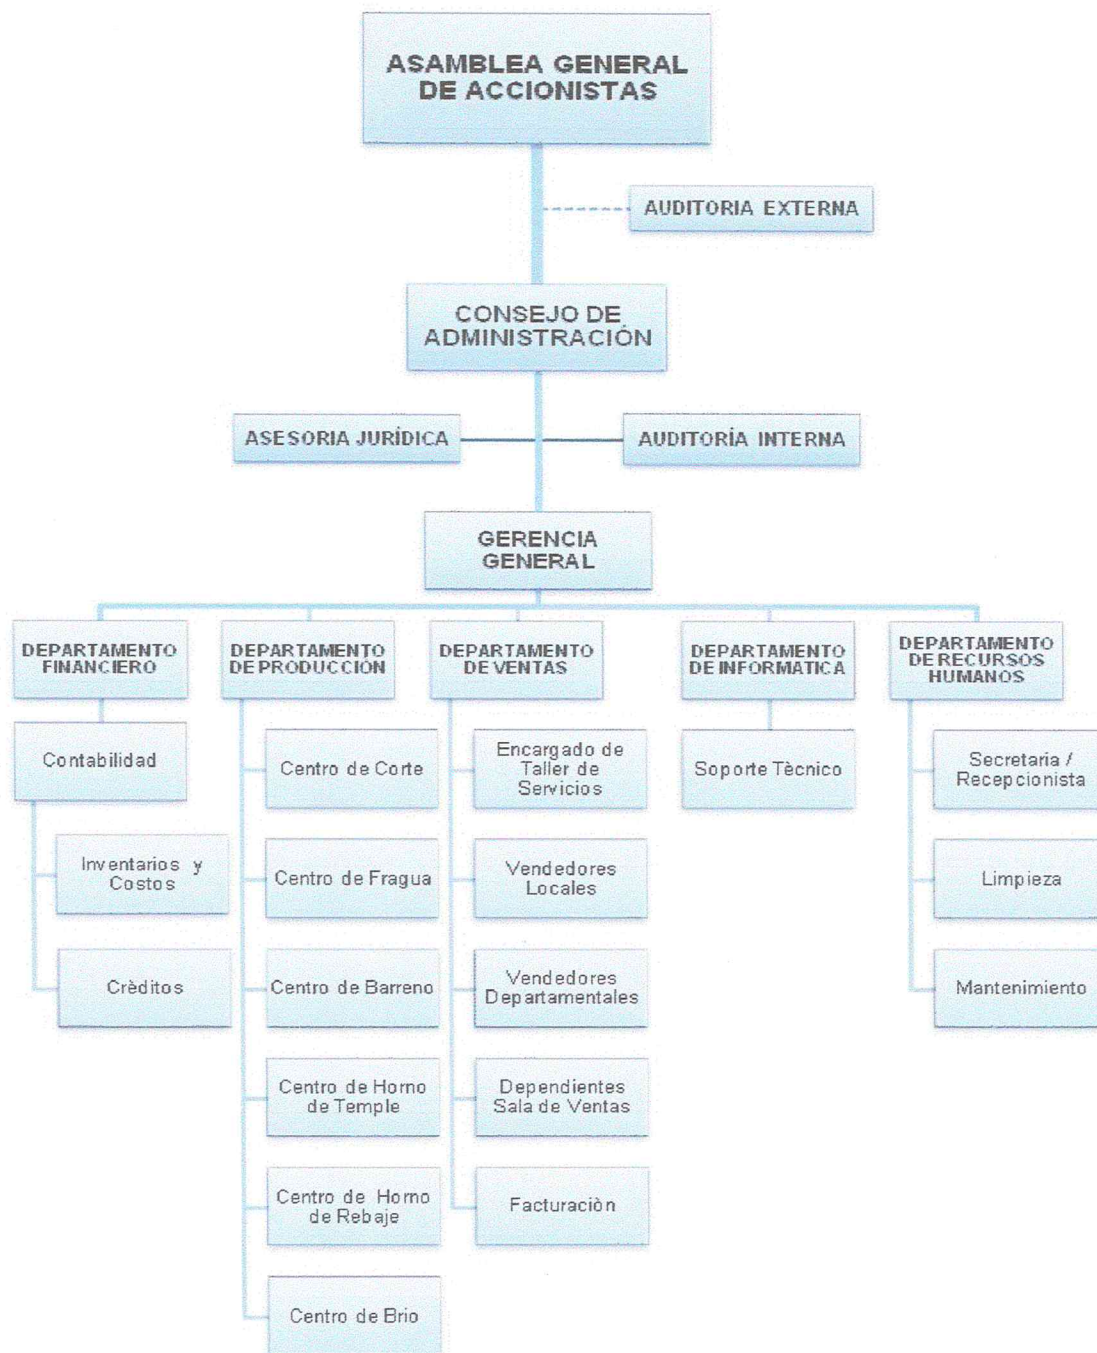 ASAMBLEA GENERAL
DE ACCIONISTAS
AUDITORIA EXTERNA
CONSEJO DE
ADMINISTRACIÓN
ASESORIA JURÍDICA
AUDITORÍA INTERNA
GERENCIA
GENERAL
DEPARTAMENTO
FINANCIERO
DEPARTAMENTO
DE PRODUCCIÓN
DEPARTAMENTO
DE VENTAS
DEPARTAMENTO
DE INFORMATICA
DEPARTAMENTO
DE RECURSOS
HUMANOS
Contabilidad
Inventarios y
Costos
Crèditos
Centro de Corte
Centro de Fragua
Centro de Barreno
Centro de Horno
de Temple
Centro de Horno
de Rebaje
Centro de Brio
Encargado de
Taller de
Servicios
Vendedores
Locales
Vendedores
Departamentales
Dependientes
Sala de Ventas
Facturaciòn
Soporte Tècnico
Secretaria /
Recepcionista
Limpieza
Mantenimiento